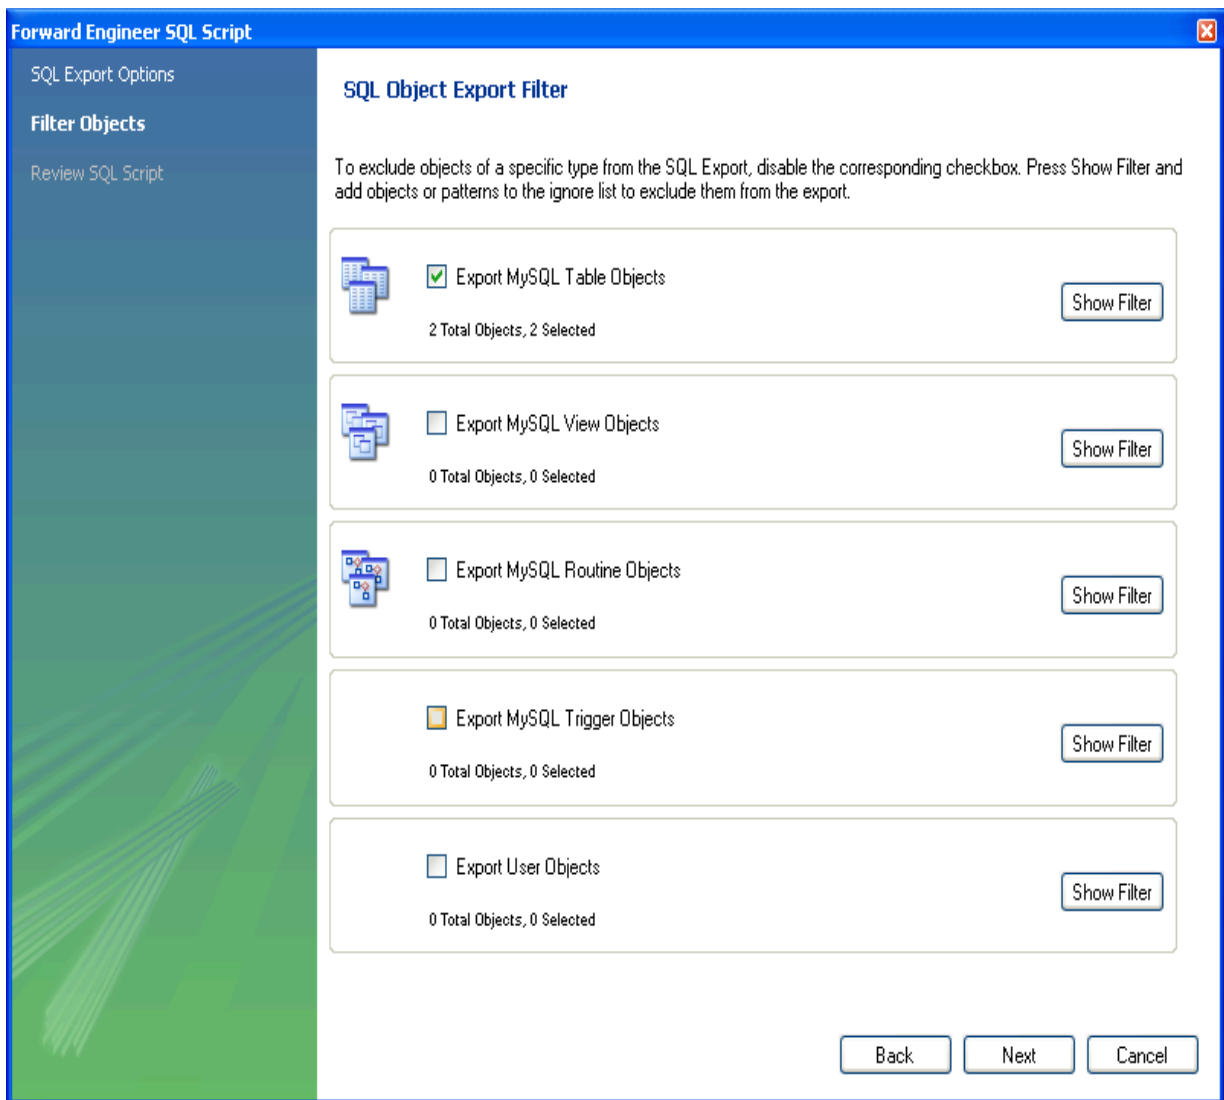 Forward Engineer SQL Script
SQL Export Options
Filter Objects
Review SQL Script
SQL Object Export Filter
To exclude objects of a specific type from the SQL Export, disable the corresponding checkbox. Press Show Filter and
add objects or patterns to the ignore list to exclude them from the export.
Export MySQL Table Objects
Show Filter
2 Total Objects, 2 Selected
Export MySQL View Objects
Show Filter
0 Total Objects, 0 Selected
Export MySQL Routine Objects
Show Filter
0 Total Objects, 0 Selected
Export MySQL Trigger Objects
Show Filter
0 Total Objects, 0 Selected
Export User Objects
Show Filter
0 Total Objects, 0 Selected
Back Next Cancel